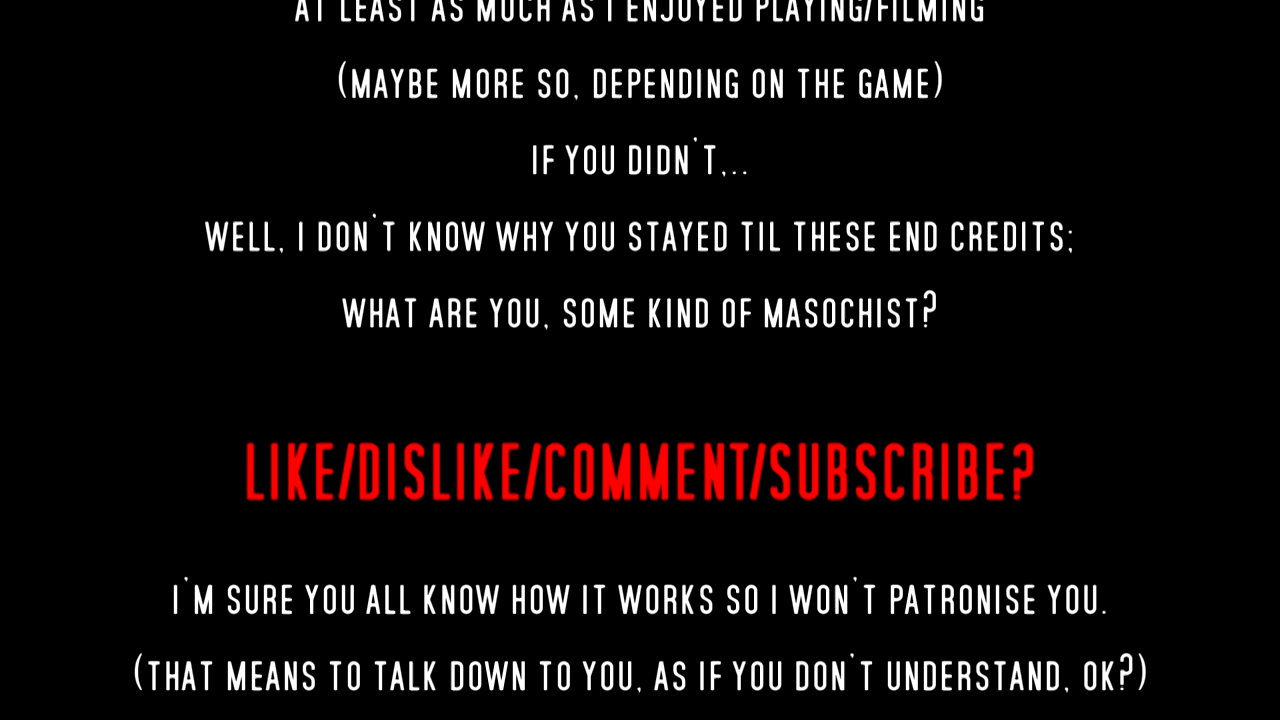 AT LEAST AS MUCH AS I ENJOYED PLAYING/FILMING
(MAYBE MORE SO, DEPENDING ON THE GAME)
IF YOU DIDN'T,..
WELL, I DON'T KNOW WHY YOU STAYED TIL THESE END CREDITS;
WHAT ARE YOU, SOME KIND OF MASOCHIST?
LIKE/DISLIKE/COMMENT/SUBSCRIBE?
I'M SURE YOU ALL KNOW HOW IT WORKS SO I WON'T PATRONISE YOU.
(THAT MEANS TO TALK DOWN TO YOU, AS IF YOU DON'T UNDERSTAND, OK?)